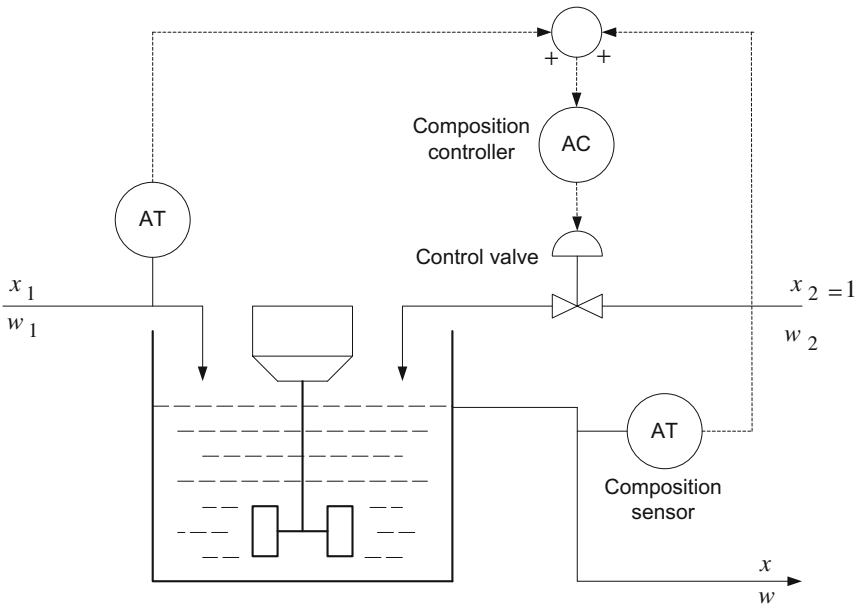 + +
Composition
controller
AC
AT
Control valve
x 1
w 1
x 2 =1
w 2
AT
Composition
sensor
x
w